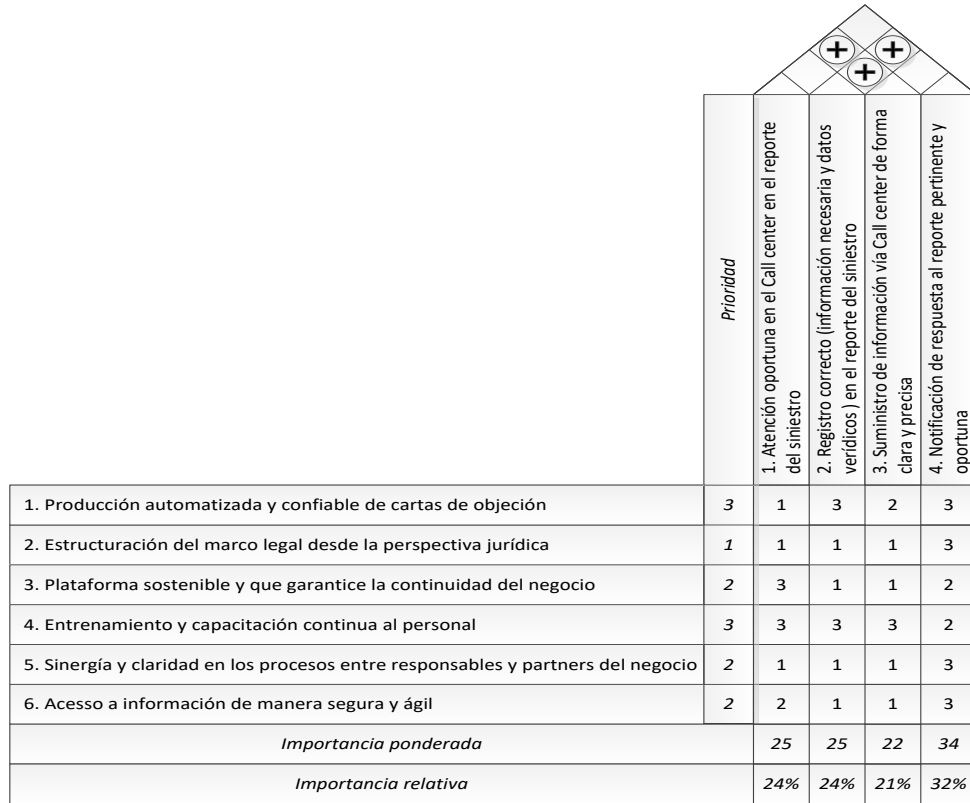 + +
+
Prioridad
1. Atención oportuna en el Call center en el reporte
del siniestro
2. Registro correcto (información necesaria y datos
verídicos ) en el reporte del siniestro
3. Suministro de información vía Call center de forma
clara y precisa
4. Notificación de respuesta al reporte pertinente y
oportuna
1. Producción automatizada y confiable de cartas de objeción 3 1 3 2 3
2. Estructuración del marco legal desde la perspectiva jurídica 1 1 1 1 3
3. Plataforma sostenible y que garantice la continuidad del negocio 2 3 1 1 2
4. Entrenamiento y capacitación continua al personal 3 3 3 3 2
5. Sinergía y claridad en los procesos entre responsables y partners del negocio 2 1 1 1 3
6. Acesso a información de manera segura y ágil 2 2 1 1 3
Importancia ponderada 25 25 22 34
Importancia relativa 24% 24% 21% 32%